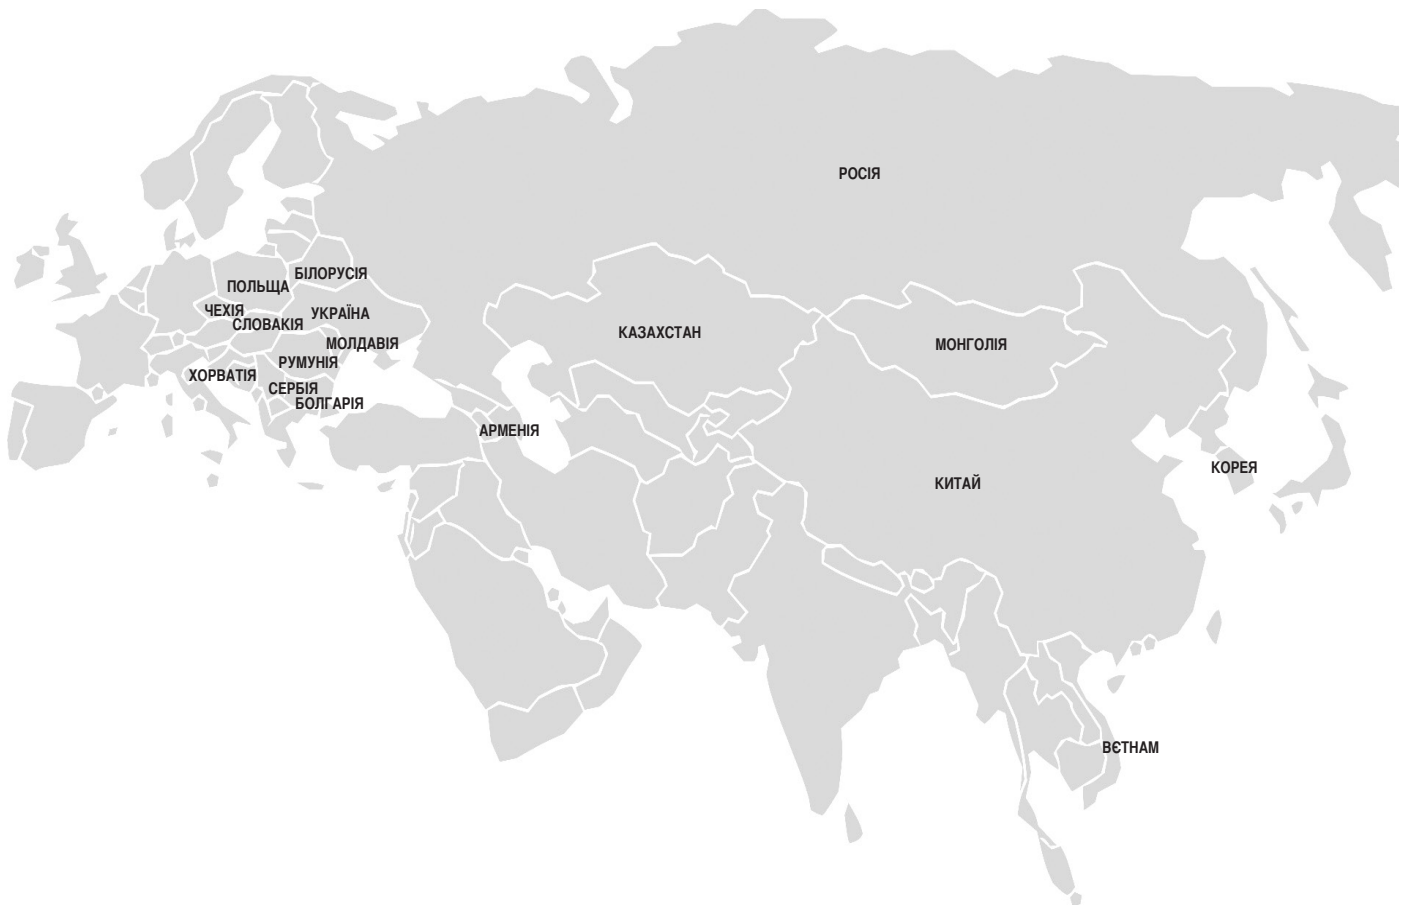 РОСІЯ
БІЛОРУСІЯ
ПОЛЬЩА
ЧЕХІЯ
УКРАЇНА
СЛОВАКІЯ
КАЗАХСТАН
МОЛДАВІЯ
МОНГОЛІЯ
РУМУНІЯ
ХОРВАТІЯ
СЕРБІЯ
БОЛГАРІЯ
АРМЕНІЯ
КОРЕЯ
КИТАЙ
ВЄТНАМ